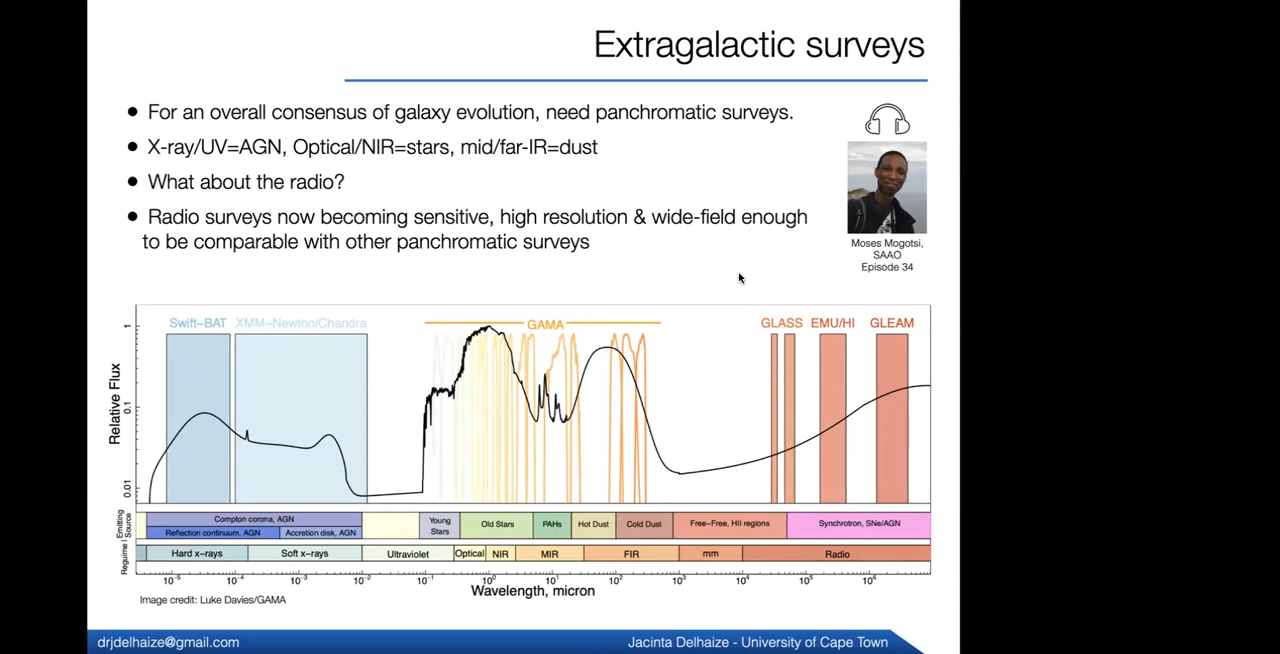 Extragalactic surveys
● For an overall consensus of galaxy evolution, need panchromatic surveys.
● X-ray/UV=AGN, Optical/NIR=stars, mid/far-IR=dust
● What about the radio?
● Radio surveys now becoming sensitive, high resolution & wide-field enough
to be comparable with other panchromatic surveys
Moses Mogotsi,
SAAO
Episode 34
Swift-BAT XMM-Newton/Chandra GAMA GLASS EMU/HI GLEAM
Relative Flux
1
0.1
0.01
Emitting
Source
Compton corona, AGN
Reflection continuum, AGN Accretion disk, AGN
Young
Stars
Old Stars PAHs Hot Dust Cold Dust Free-Free, HII regions Synchrotron, SNe/AGN
Regime
Hard x-rays Soft x-rays Ultraviolet Optical NIR MIR FIR mm Radio
10⁻⁵ 10⁻⁴ 10⁻³ 10⁻² 10⁻¹ 10⁰ 10¹ 10² 10³ 10⁴ 10⁵ 10⁶
Wavelength, micron
Image credit: Luke Davies/GAMA
drjdelhaize@gmail.com Jacinta Delhaize - University of Cape Town